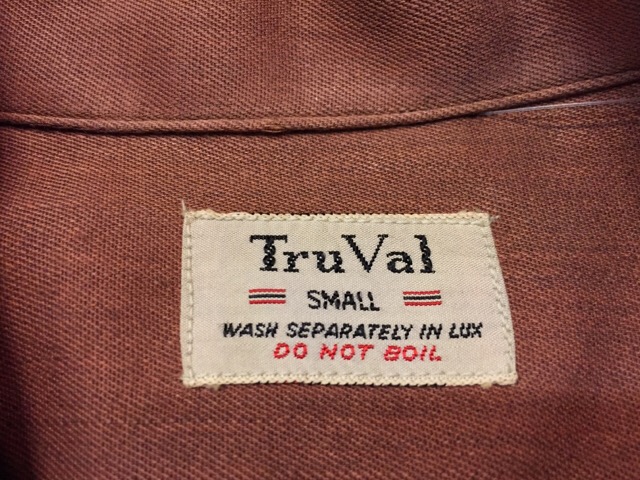 TruVal
SMALL
WASH SEPARATELY IN LUX
DO NOT BOIL